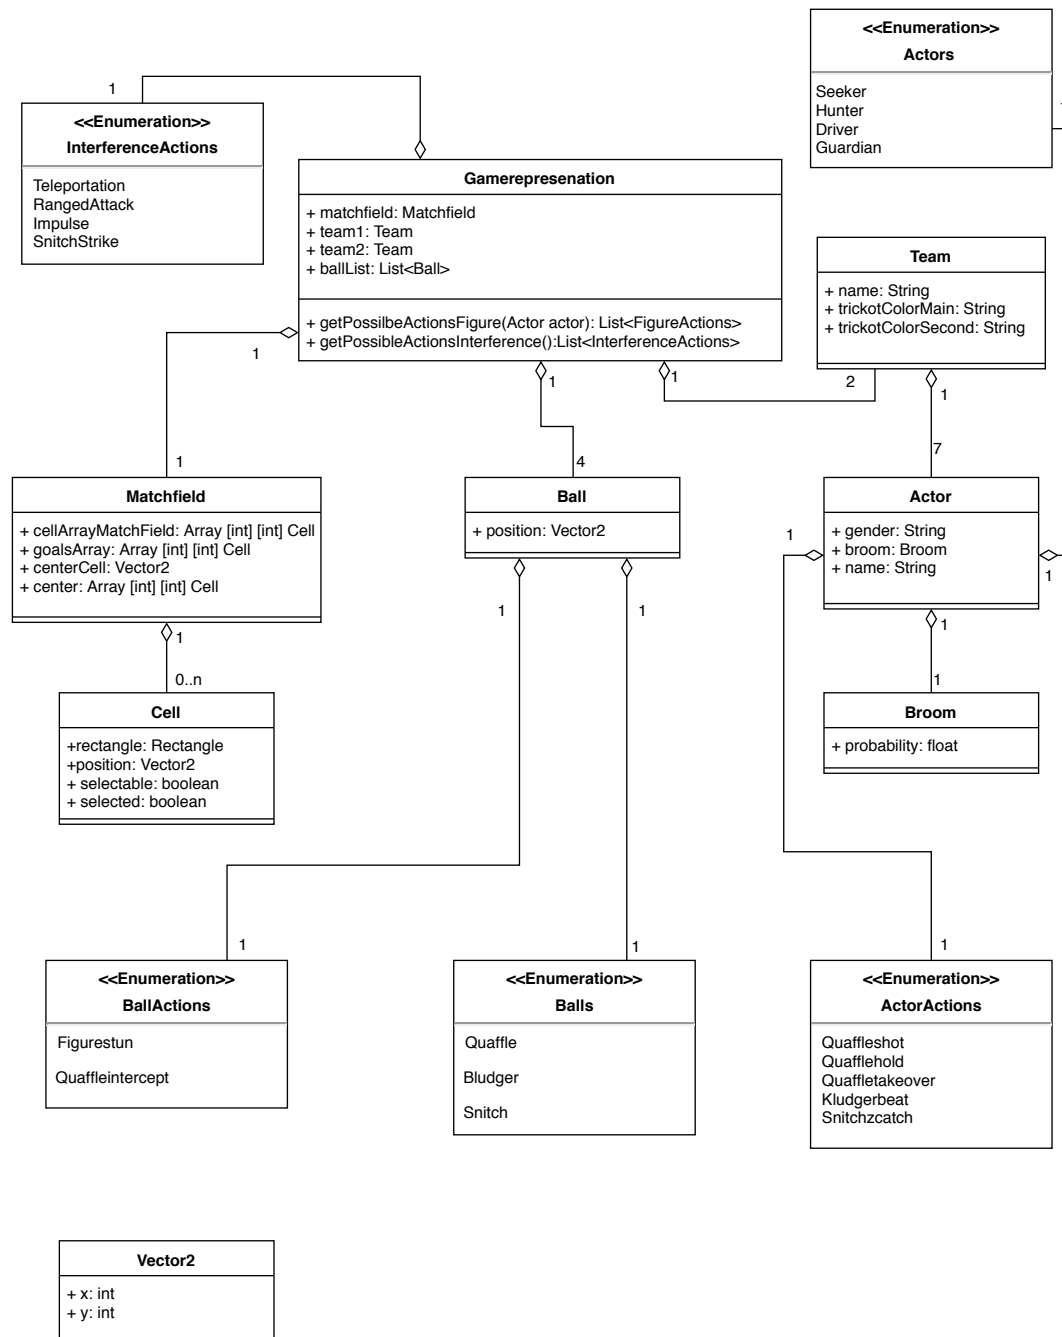 <<Enumeration>>
Actors
Seeker
Hunter
Driver
Guardian
1
<<Enumeration>>
InterferenceActions
Teleportation
RangedAttack
Impulse
SnitchStrike
Gamerepresenation
+ matchfield: Matchfield
+ team1: Team
+ team2: Team
+ ballList: List<Ball>
+ getPossilbeActionsFigure(Actor actor): List<FigureActions>
+ getPossibleActionsInterference():List<InterferenceActions>
Team
+ name: String
+ trickotColorMain: String
+ trickotColorSecond: String
1
1
1
2
1
1
4
7
Matchfield
+ cellArrayMatchField: Array [int] [int] Cell
+ goalsArray: Array [int] [int] Cell
+ centerCell: Vector2
+ center: Array [int] [int] Cell
Ball
+ position: Vector2
Actor
+ gender: String
+ broom: Broom
+ name: String
1
1
1
1
1
1
0..n
1
Cell
+rectangle: Rectangle
+position: Vector2
+ selectable: boolean
+ selected: boolean
Broom
+ probability: float
1
1
1
<<Enumeration>>
BallActions
Figurestun
Quaffleintercept
<<Enumeration>>
Balls
Quaffle
Bludger
Snitch
<<Enumeration>>
ActorActions
Quaffleshot
Quafflehold
Quaffletakeover
Kludgerbeat
Snitchzcatch
Vector2
+ x: int
+ y: int